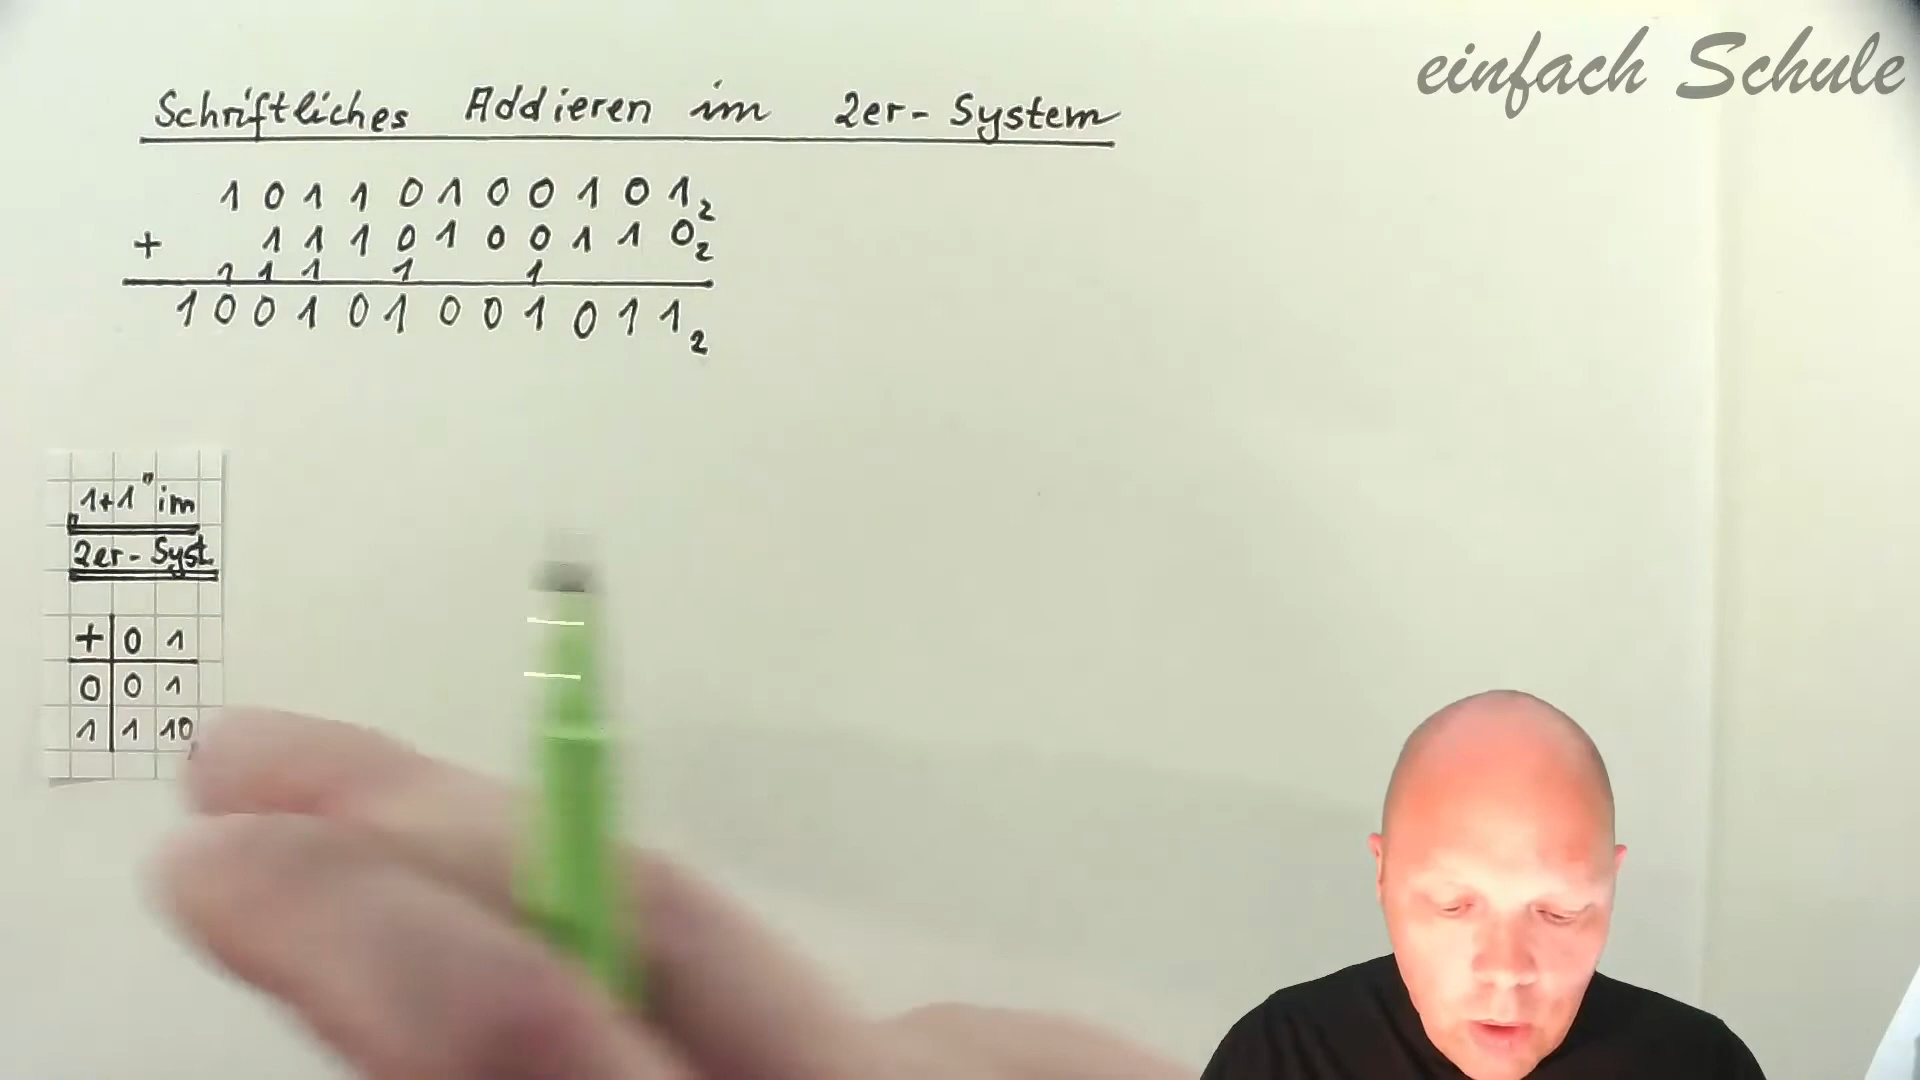 einfach Schule
Schriftliches Addieren im 2er-System
1 0 1 1 0 1 0 0 1 0 1₂
+ 1 1 1 0 1 0 0 1 1 0₂
1 1 1 1 1
1 0 0 1 0 1 0 0 1 0 1 1₂
„1+1" im
2er-Syst.
+ 0 1
0 0 1
1 1 10